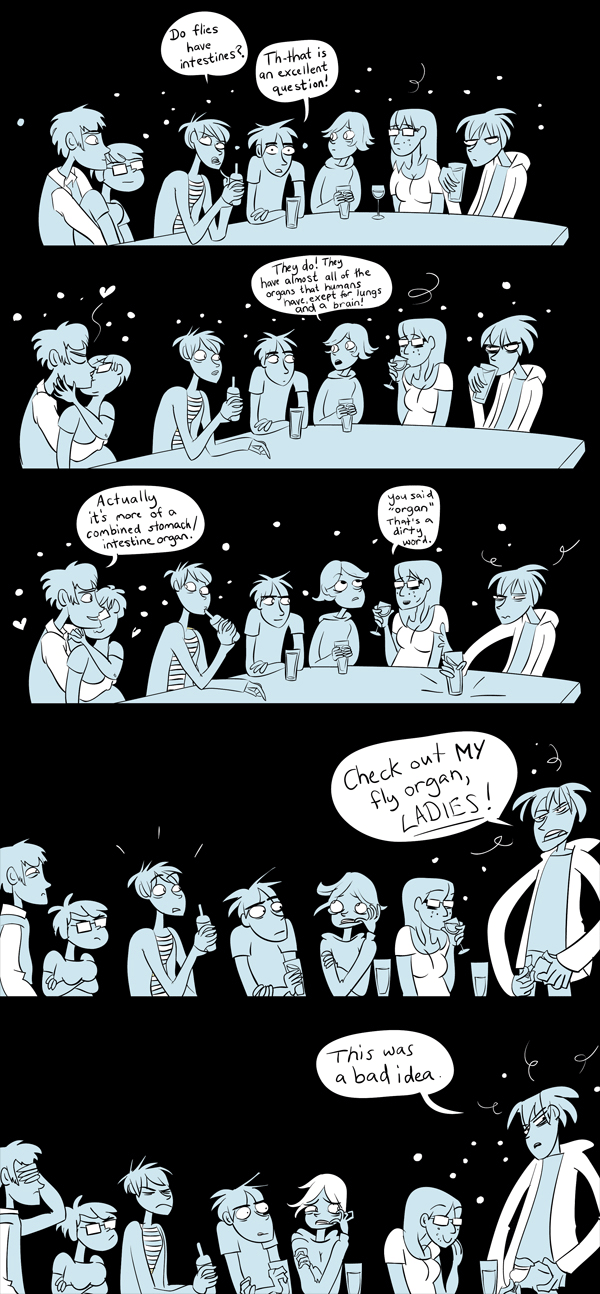 Do flies
have
intestines?
Th-that is
an excellent
question!
They do! They
have almost all of the
organs that humans
have, exept for lungs
and a brain!
Actually
it's more of a
combined stomach/
intestine organ.
you said
"organ"
That's a
dirty
word.
Check out MY
fly organ,
LADIES!
This was
a bad idea.